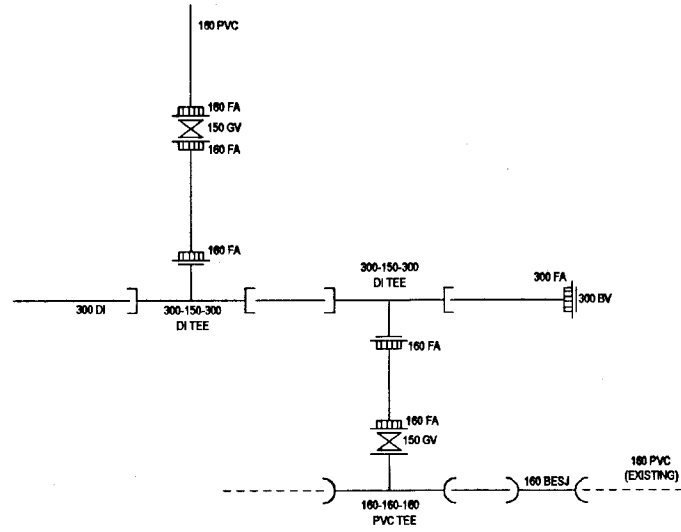 160 PVC
160 FA
150 GV
160 FA
160 FA
300-150-300
DI TEE
300 FA
300 BV
300 DI
300-150-300
DI TEE
160 FA
160 FA
150 GV
160 PVC
(EXISTING)
160 BESJ
160-160-160
PVC TEE